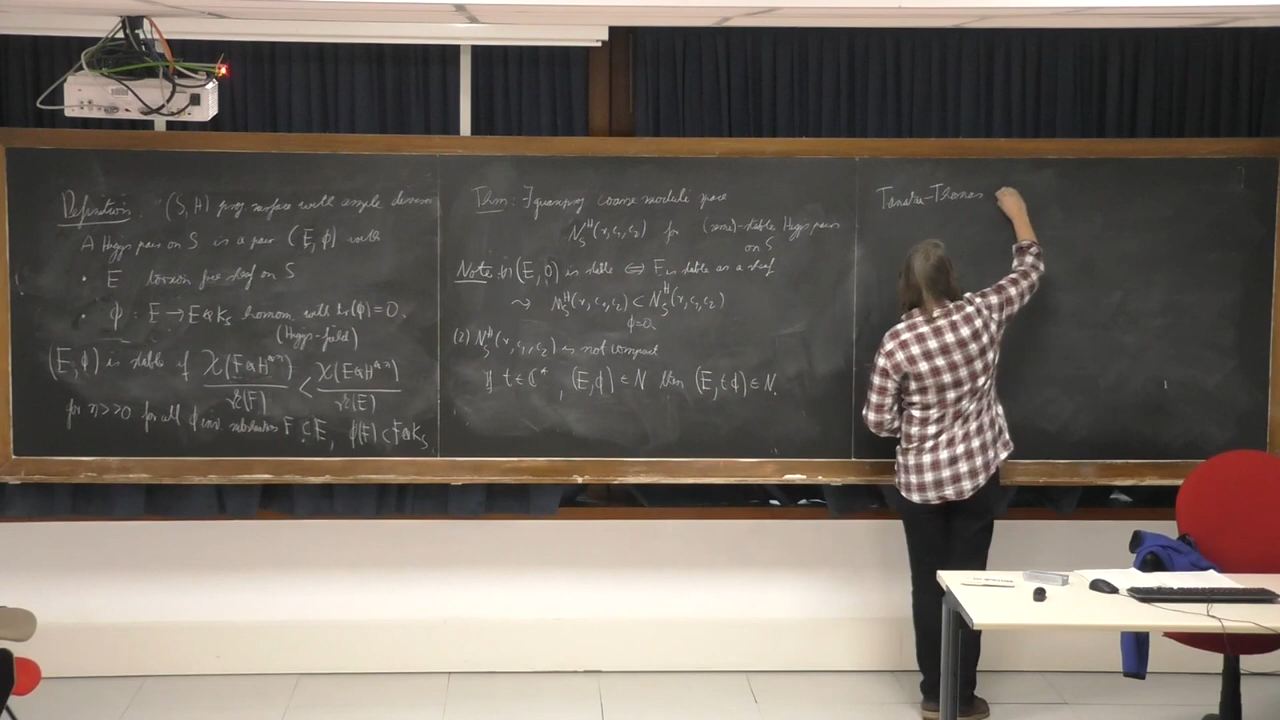 Definition. (S,H) proj surface with ample divisor
A Higgs pair on S is a pair (E,ϕ) with
• E torsion free sheaf on S
• ϕ : E → E⊗K_S homom. with tr(ϕ)=0.
(Higgs-field)
(E,ϕ) is stable if χ(F⊗H^{⊗n})/rk(F) < χ(E⊗H^{⊗n})/rk(E)
for n>>0 for all ϕ inv. subsheaves F⊊E, ϕ(F)⊂F⊗K_S
Thm: ∃ quasiproj coarse moduli space
N_S^H(r,c_1,c_2) for (semi)-stable Higgs pairs
on S
Note (1) (E,0) is stable ⇔ E is stable as a sheaf
⇝ M_S^H(r,c_1,c_2) ⊂ N_S^H(r,c_1,c_2)
ϕ=0
(2) N_S^H(r,c_1,c_2) is not compact
If t∈ℂ*, (E,ϕ)∈N then (E,tϕ)∈N.
Tanaka-Thomas